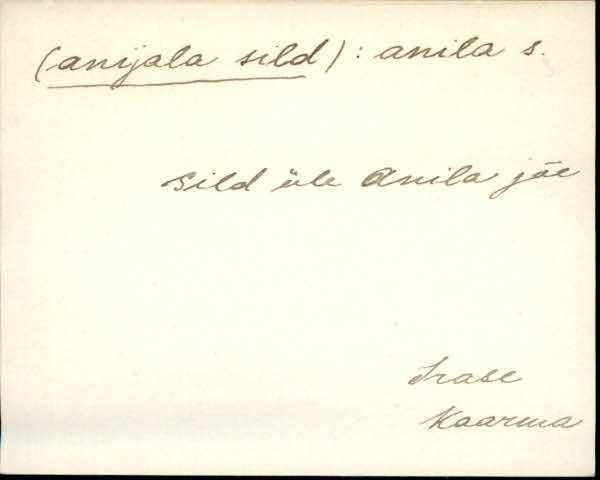 (anijala sild) : anila s.
Sild üle Anila jõe
Irase
Kaarma